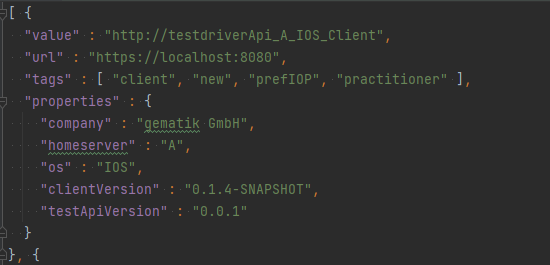 [ {
"value" : "http://testdriverApi_A_IOS_Client",
"url" : "https://localhost:8080",
"tags" : [ "client", "new", "prefIOP", "practitioner" ],
"properties" : {
"company" : "gematik GmbH",
"homeserver" : "A",
"os" : "IOS",
"clientVersion" : "0.1.4-SNAPSHOT",
"testApiVersion" : "0.0.1"
}
}, {